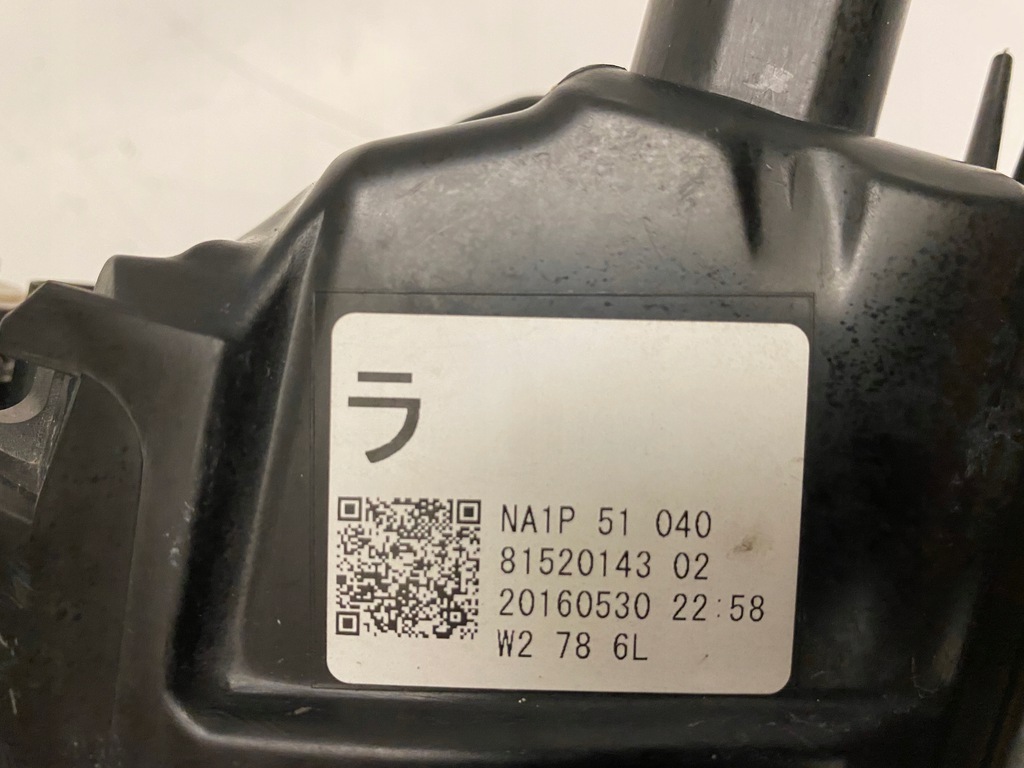 ラ
NA1P 51 040
81520143 02
20160530 22:58
W2 78 6L